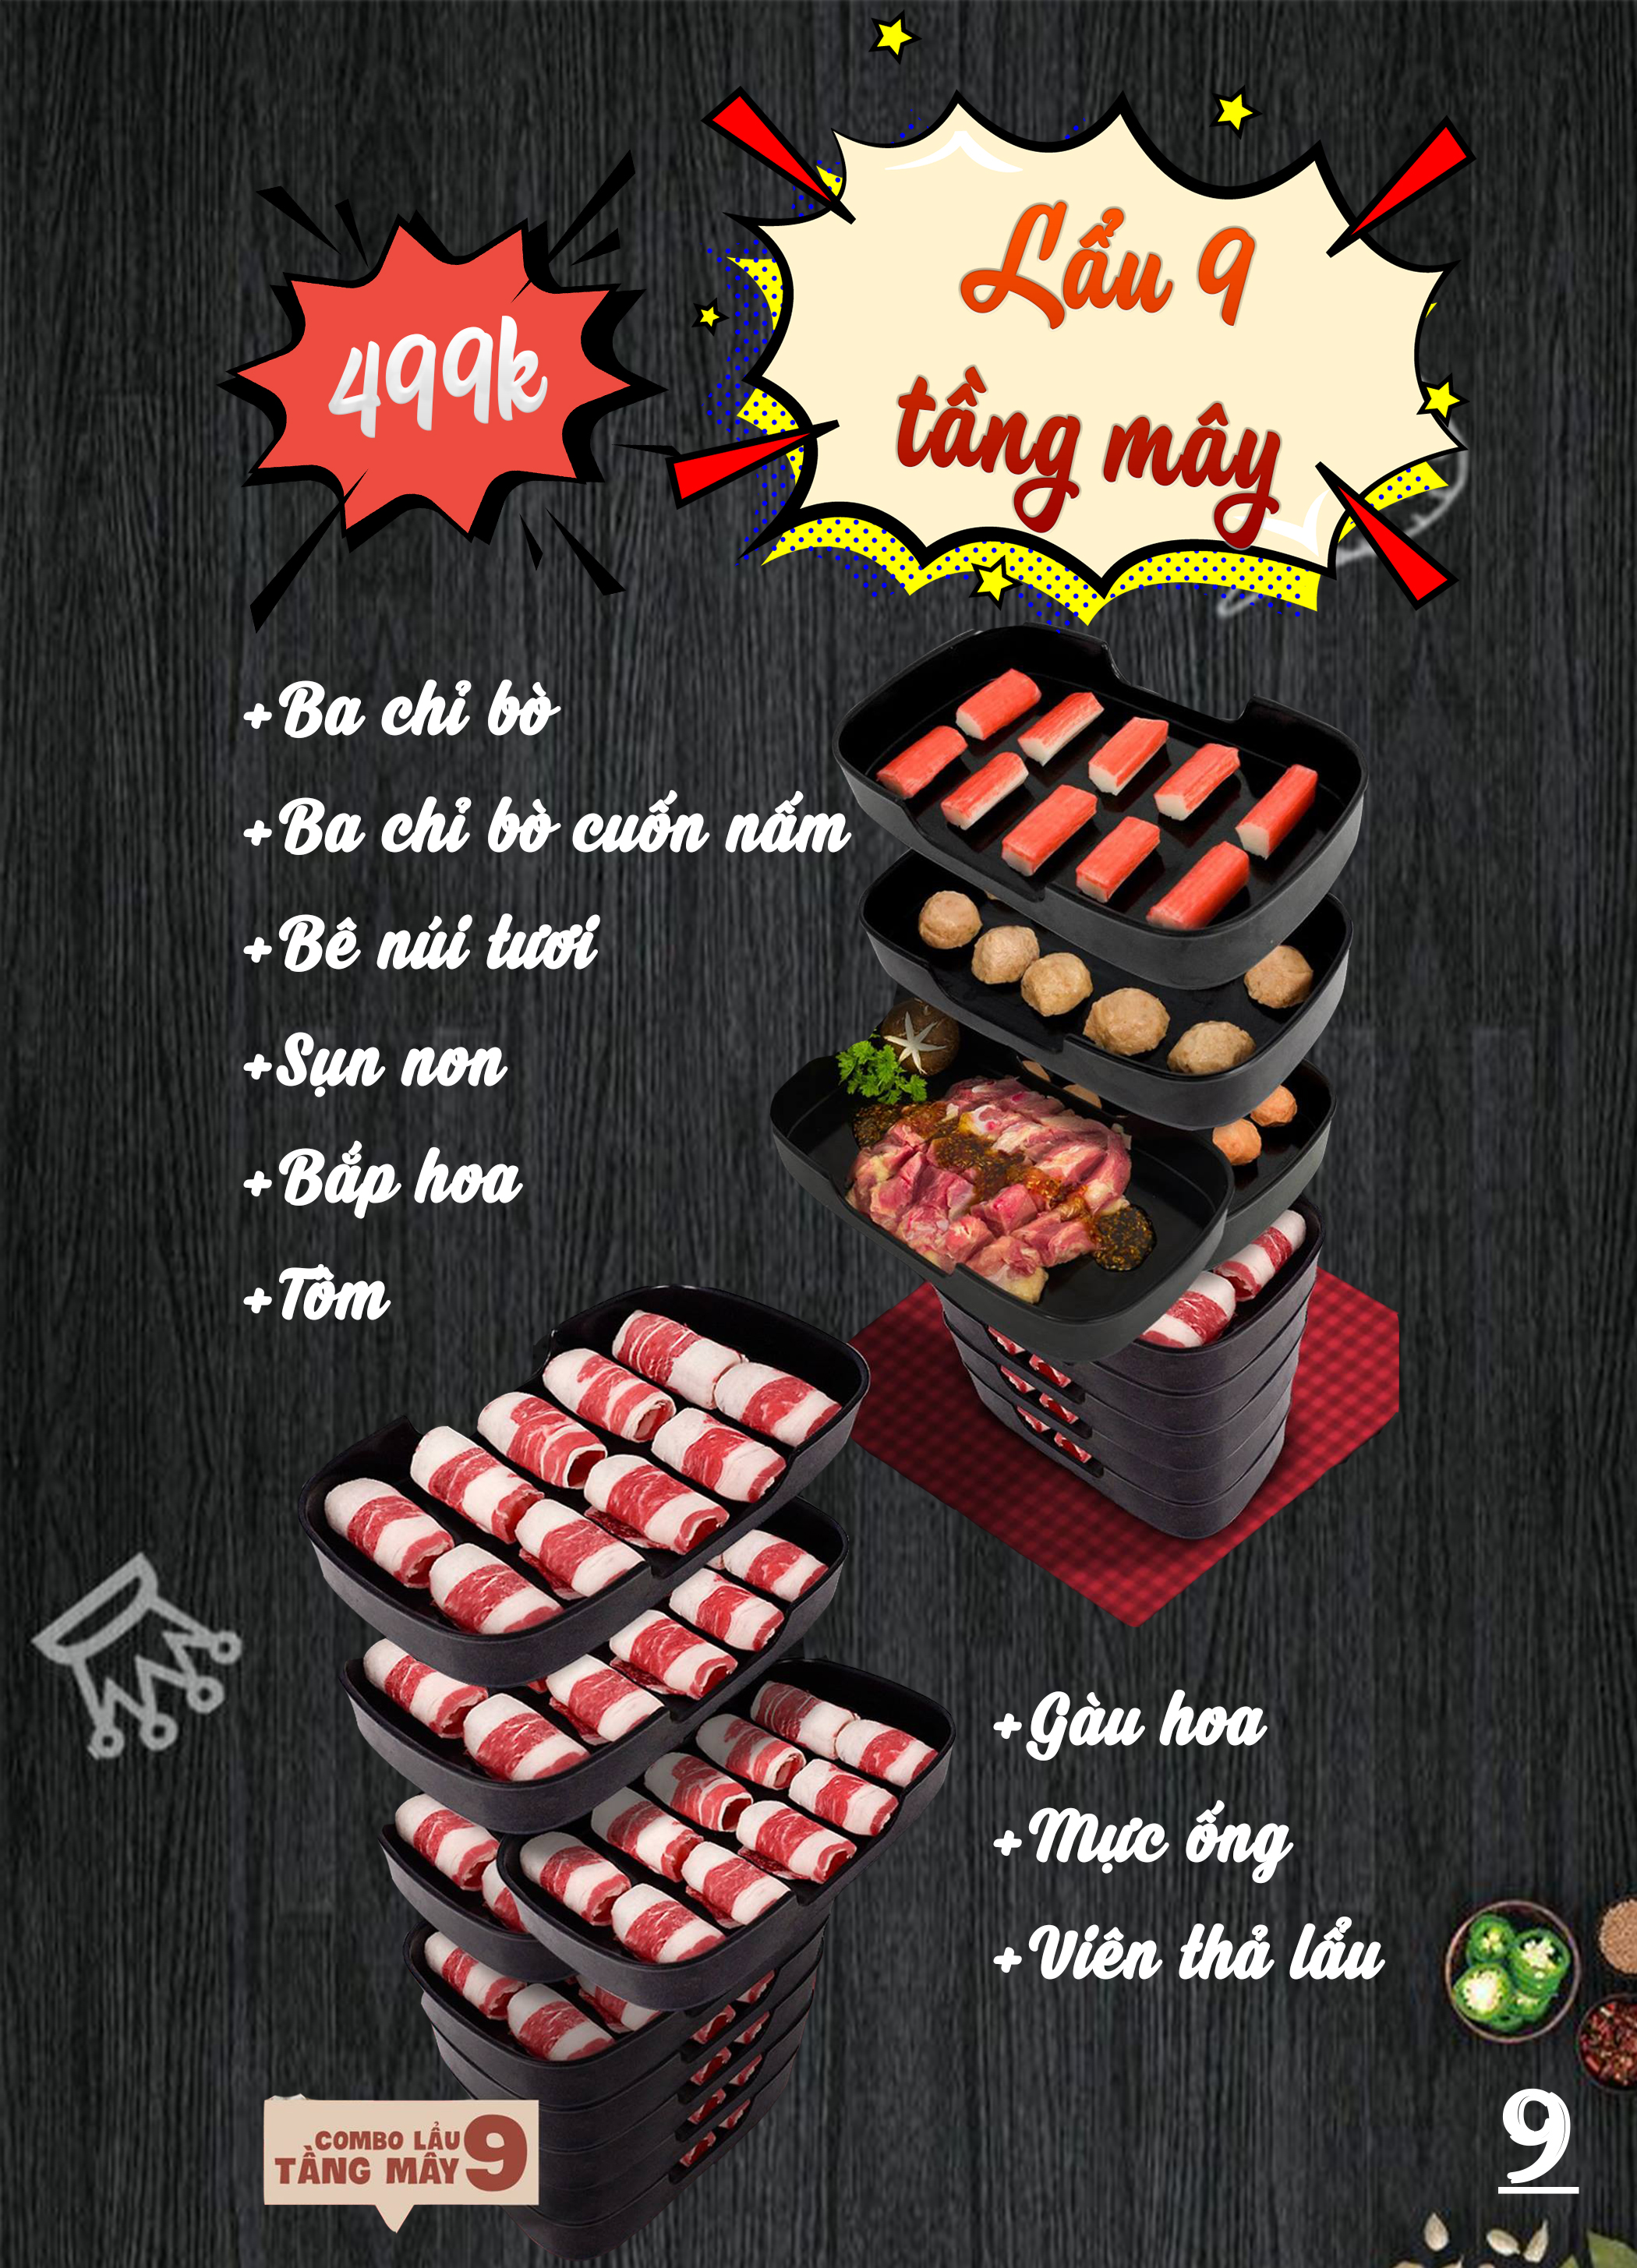 499k
Lẩu 9
tầng mây
+Ba chỉ bò
+Ba chỉ bò cuốn nấm
+Bê núi tươi
+Sụn non
+Bắp hoa
+Tôm
+Gàu hoa
+Mực ống
+Viên thả lẩu
COMBO LẨU
TẦNG MÂY 9
9